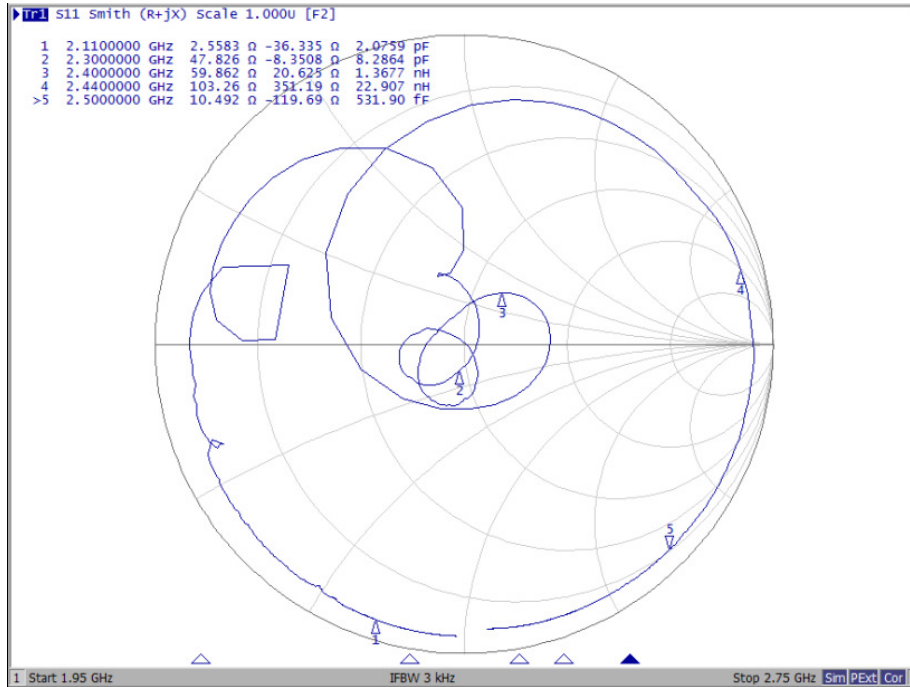 Tr1 S11 Smith (R+jX) Scale 1.000U [F2]
1 2.1100000 GHz 2.5583 Ω -36.335 Ω 2.0759 pF
2 2.3000000 GHz 47.826 Ω -8.3508 Ω 8.2864 pF
3 2.4000000 GHz 59.862 Ω 20.625 Ω 1.3677 nH
4 2.4400000 GHz 103.26 Ω 351.19 Ω 22.907 nH
>5 2.5000000 GHz 10.492 Ω -119.69 Ω 531.90 fF
4
3
2
5
1
1 Start 1.95 GHz IFBW 3 kHz Stop 2.75 GHz Sim PExt Cor